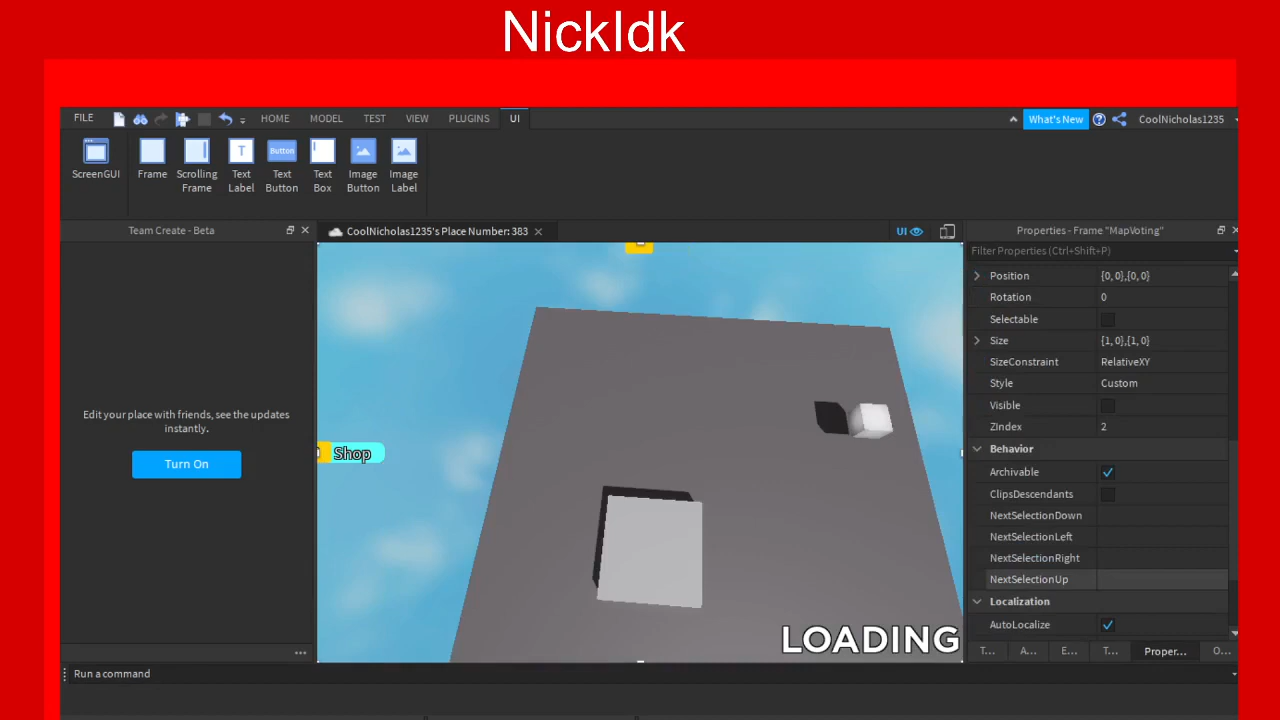 NickIdk
FILE
HOME
MODEL
TEST
VIEW
PLUGINS
UI
What's New
CoolNicholas1235
ScreenGUI
Frame
Scrolling
Frame
Text
Label
Button
Text
Button
Text
Box
Image
Button
Image
Label
Team Create - Beta
Edit your place with friends, see the updates
instantly.
Turn On
CoolNicholas1235's Place Number: 383
UI
Shop
LOADING
Properties - Frame "MapVoting"
Filter Properties (Ctrl+Shift+P)
Position {0, 0},{0, 0}
Rotation 0
Selectable
Size {1, 0},{1, 0}
SizeConstraint RelativeXY
Style Custom
Visible
ZIndex 2
Behavior
Archivable
ClipsDescendants
NextSelectionDown
NextSelectionLeft
NextSelectionRight
NextSelectionUp
Localization
AutoLocalize
T... A... E... T... Proper... O...
Run a command